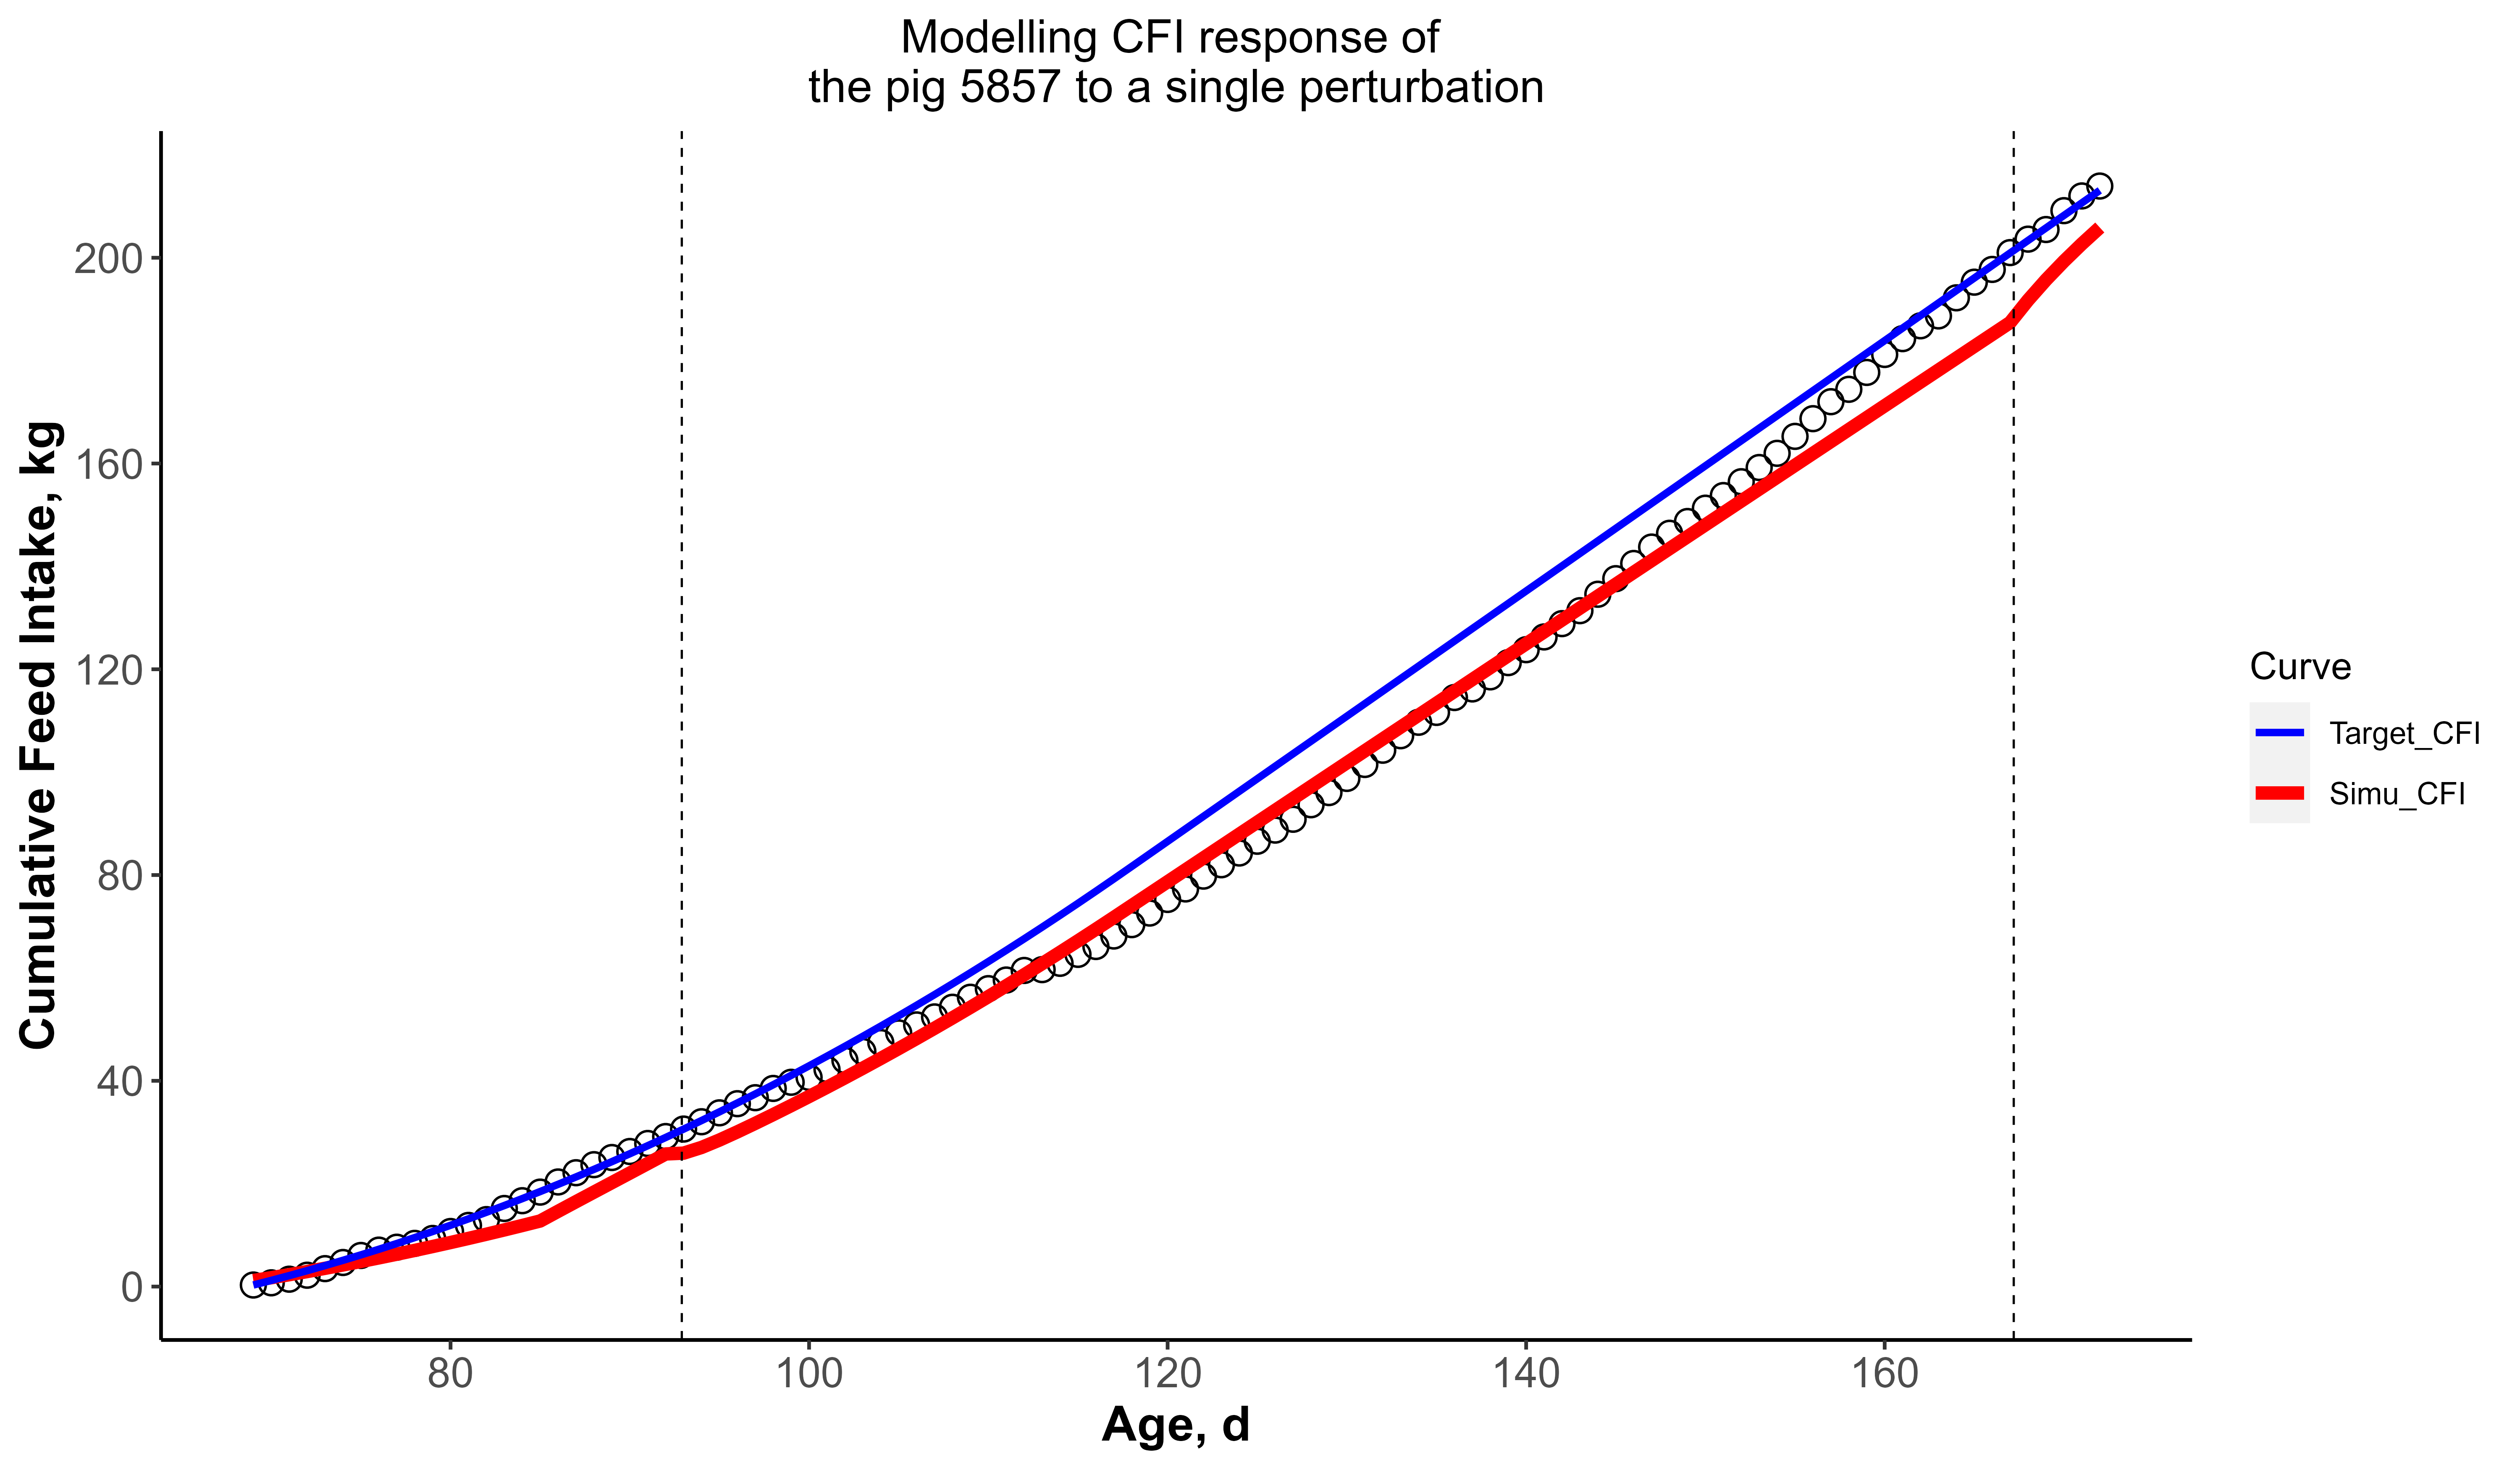 Modelling CFI response of
the pig 5857 to a single perturbation
Cumulative Feed Intake, kg
200
160
120
80
40
0
80
100
120
140
160
Age, d
Curve
Target_CFI
Simu_CFI